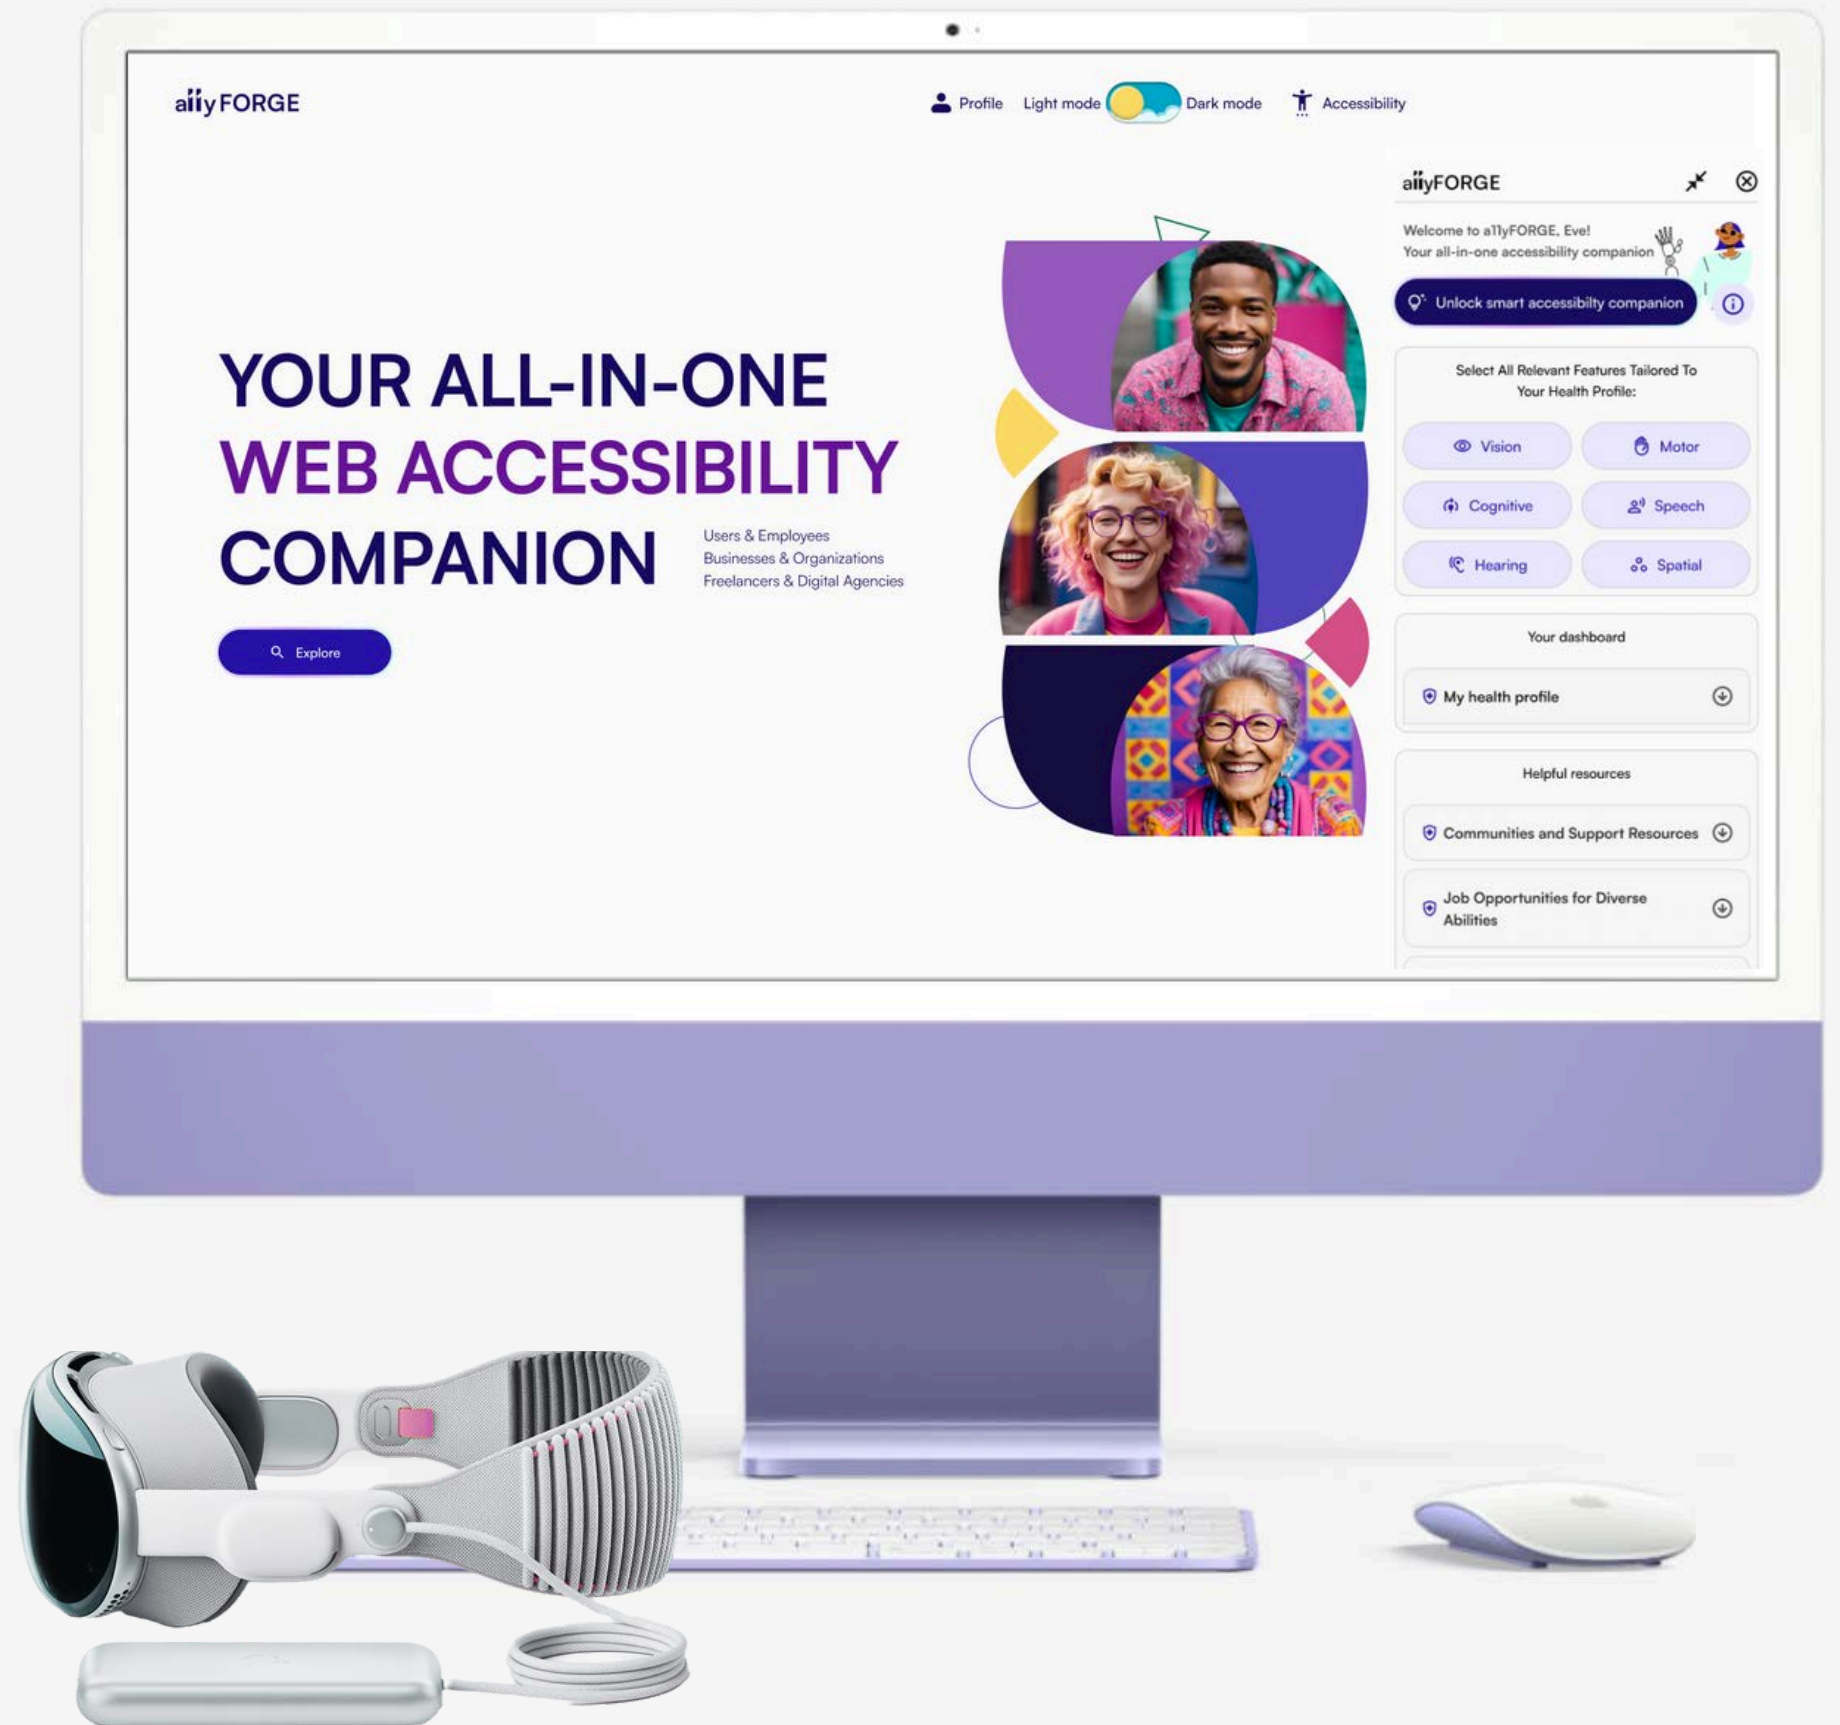 a11yFORGE
Profile
Light mode
Dark mode
Accessibility
YOUR ALL-IN-ONE
WEB ACCESSIBILITY
COMPANION
Users & Employees
Businesses & Organizations
Freelancers & Digital Agencies
Explore
a11yFORGE
Welcome to a11yFORGE, Eve!
Your all-in-one accessibility companion
Unlock smart accessibilty companion
Select All Relevant Features Tailored To
Your Health Profile:
Vision
Motor
Cognitive
Speech
Hearing
Spatial
Your dashboard
My health profile
Helpful resources
Communities and Support Resources
Job Opportunities for Diverse
Abilities